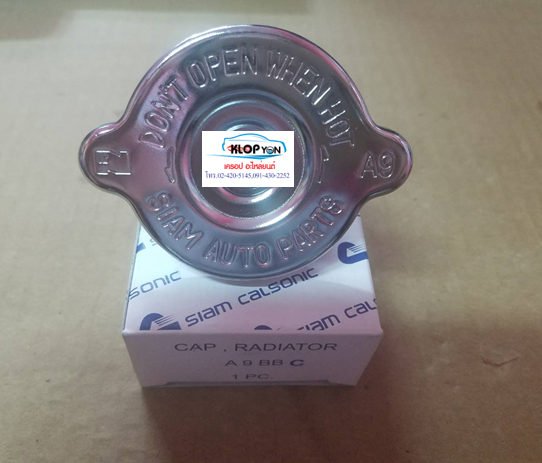 DON'T OPEN WHEN HOT
A9
SIAM AUTO PARTS
KLOP YON
เครอป อะไหล่ยนต์
โทร.02-420-5145,091-430-2252
CALSONIC
SIAM CALSONIC
SIAM CAL
CAP , RADIATOR
A 9 BB C
1 PC.